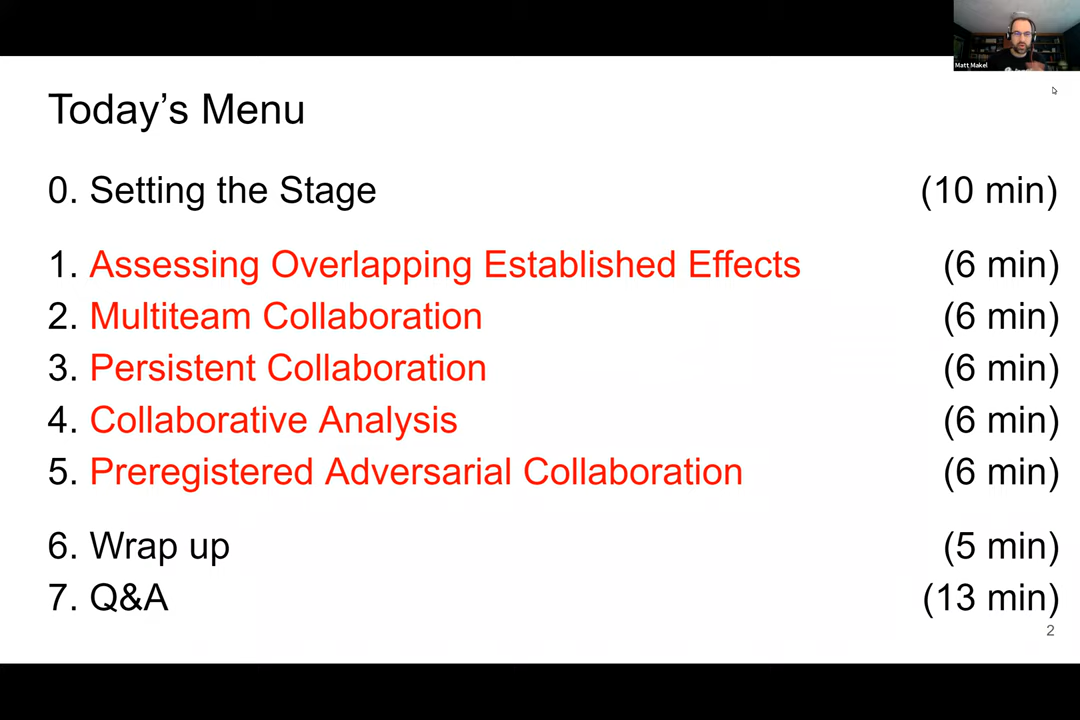 Matt Makel
Today's Menu
0. Setting the Stage (10 min)
1. Assessing Overlapping Established Effects (6 min)
2. Multiteam Collaboration (6 min)
3. Persistent Collaboration (6 min)
4. Collaborative Analysis (6 min)
5. Preregistered Adversarial Collaboration (6 min)
6. Wrap up (5 min)
7. Q&A (13 min)
2